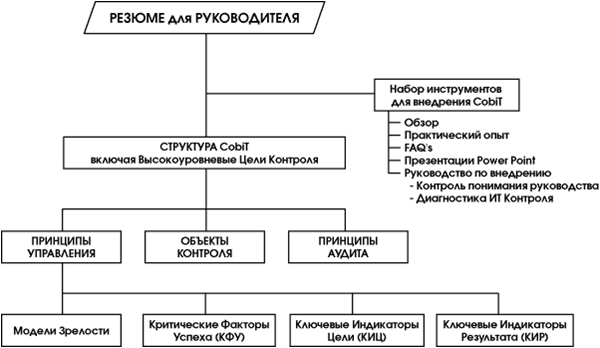 РЕЗЮМЕ для РУКОВОДИТЕЛЯ
Набор инструментов
для внедрения CobiT
Обзор
Практический опыт
FAQ's
Презентации Power Point
Руководство по внедрению
- Контроль понимания руководства
- Диагностика ИТ Контроля
СТРУКТУРА CobiT
включая Высокоуровневые Цели Контроля
ПРИНЦИПЫ
УПРАВЛЕНИЯ
ОБЪЕКТЫ
КОНТРОЛЯ
ПРИНЦИПЫ
АУДИТА
Модели Зрелости
Критические Факторы
Успеха (КФУ)
Ключевые Индикаторы
Цели (КИЦ)
Ключевые Индикаторы
Результата (КИР)